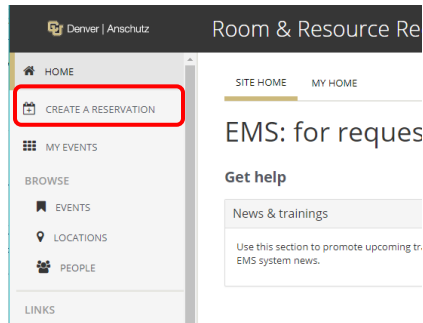 Denver | Anschutz
Room & Resource Re
HOME
CREATE A RESERVATION
MY EVENTS
BROWSE
EVENTS
LOCATIONS
PEOPLE
LINKS
SITE HOME MY HOME
EMS: for reques
Get help
News & trainings
Use this section to promote upcoming tra
EMS system news.